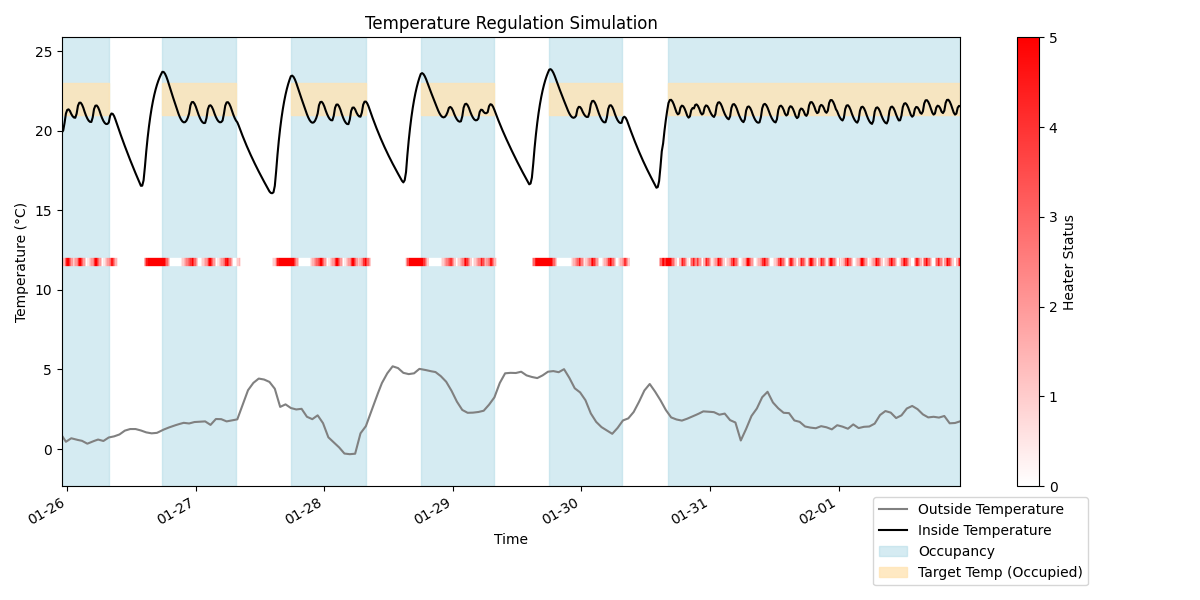 Temperature Regulation Simulation
25
20
15
10
5
0
Temperature (°C)
01-26
01-27
01-28
01-29
01-30
01-31
02-01
Time
5
4
3
2
1
0
Heater Status
Outside Temperature
Inside Temperature
Occupancy
Target Temp (Occupied)